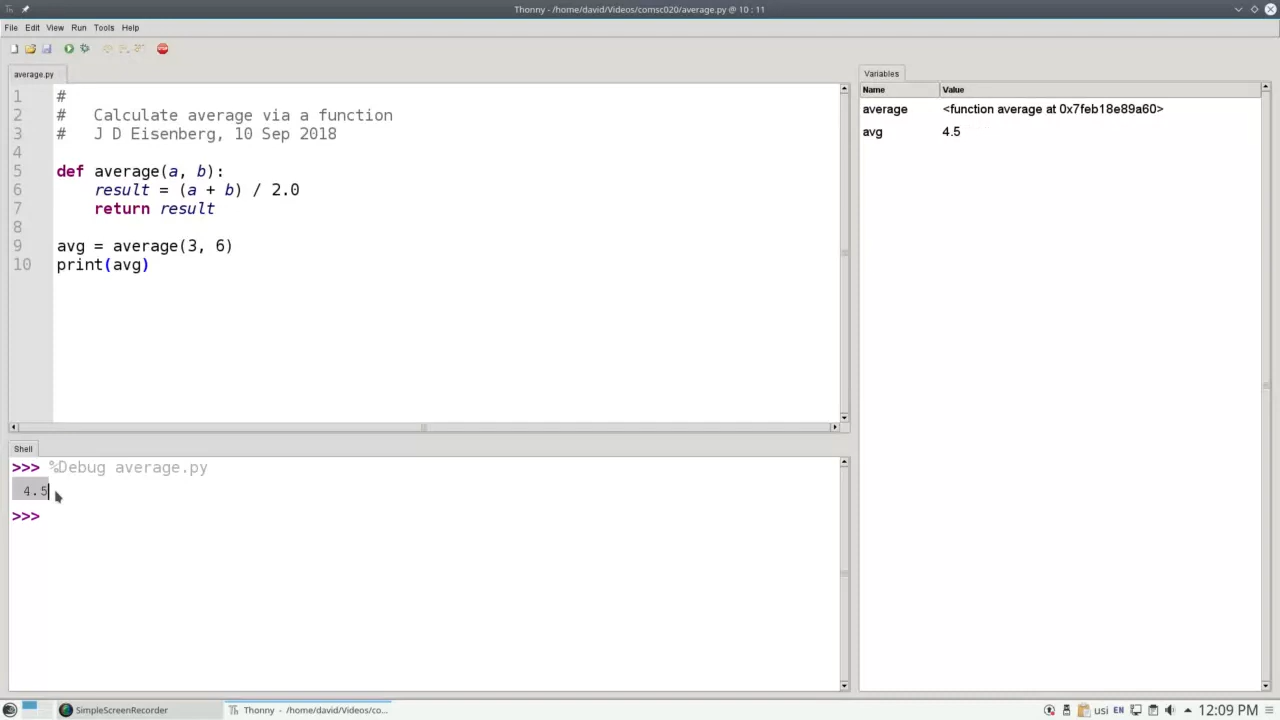 Thonny - /home/david/Videos/comsc020/average.py @ 10 : 11
File Edit View Run Tools Help
average.py
1 #
2 #   Calculate average via a function
3 #   J D Eisenberg, 10 Sep 2018
4
5 def average(a, b):
6     result = (a + b) / 2.0
7     return result
8
9 avg = average(3, 6)
10 print(avg)
Variables
Name Value
average <function average at 0x7feb18e89a60>
avg 4.5
Shell
>>> %Debug average.py
4.5
>>>
SimpleScreenRecorder
Thonny - /home/david/Videos/co...
usi EN 12:09 PM